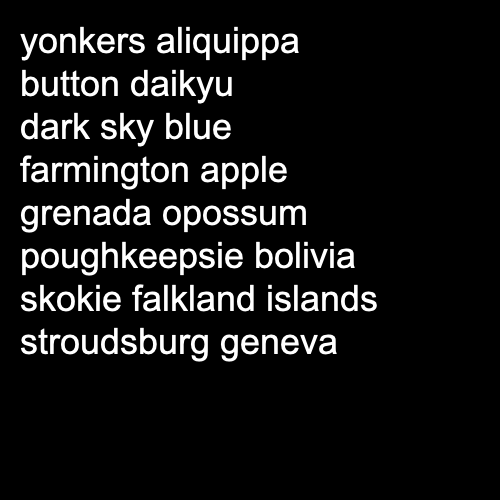 yonkers aliquippa
button daikyu
dark sky blue
farmington apple
grenada opossum
poughkeepsie bolivia
skokie falkland islands
stroudsburg geneva